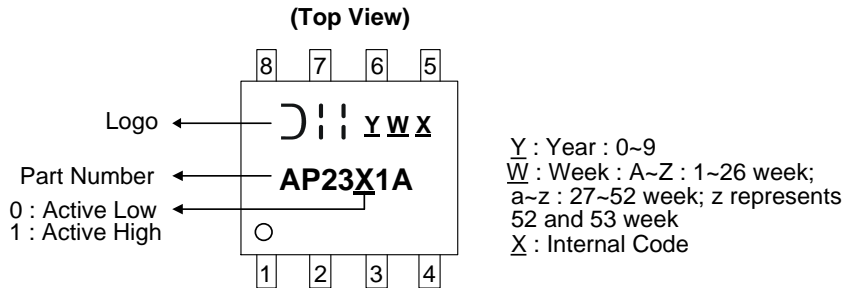 (Top View)
8 7 6 5
Logo
Y W X
Part Number
AP23X1A
0 : Active Low
1 : Active High
1 2 3 4
Y : Year : 0~9
W : Week : A~Z : 1~26 week;
a~z : 27~52 week; z represents
52 and 53 week
X : Internal Code